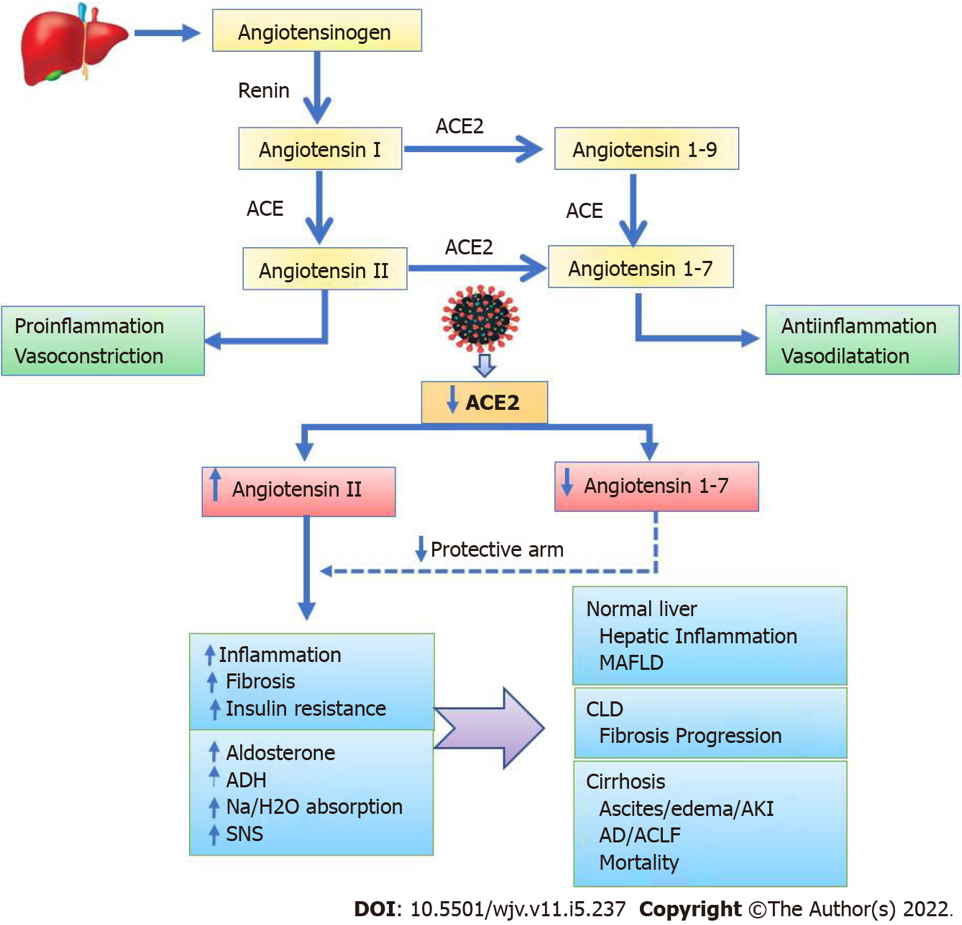 Angiotensinogen
Renin
ACE2
Angiotensin I
Angiotensin 1-9
ACE
ACE
ACE2
Angiotensin II
Angiotensin 1-7
Proinflammation
Vasoconstriction
Antiinflammation
Vasodilatation
ACE2
Angiotensin II
Angiotensin 1-7
Protective arm
Inflammation
Fibrosis
Insulin resistance
Aldosterone
ADH
Na/H2O absorption
SNS
Normal liver
Hepatic Inflammation
MAFLD
CLD
Fibrosis Progression
Cirrhosis
Ascites/edema/AKI
AD/ACLF
Mortality
DOI: 10.5501/wjv.v11.i5.237 Copyright ©The Author(s) 2022.